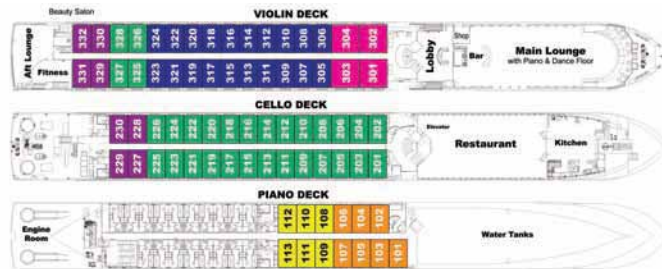 Beauty Salon
VIOLIN DECK
332 330 328 326 324 322 320 318 316 314 312 310 308 306 304 302
Aft Lounge
Fitness
331 329 327 325 323 321 319 317 315 313 311 309 307 305 303 301
Lobby
Shop
Bar
Main Lounge
with Piano & Dance Floor
CELLO DECK
230 228 226 224 222 220 218 216 214 212 210 208 206 204 202
229 227 225 223 221 219 217 215 213 211 209 207 205 203 201
Elevator
Restaurant
Kitchen
PIANO DECK
Engine
Room
112 110 108 106 104 102
113 111 109 107 105 103 101
Water Tanks